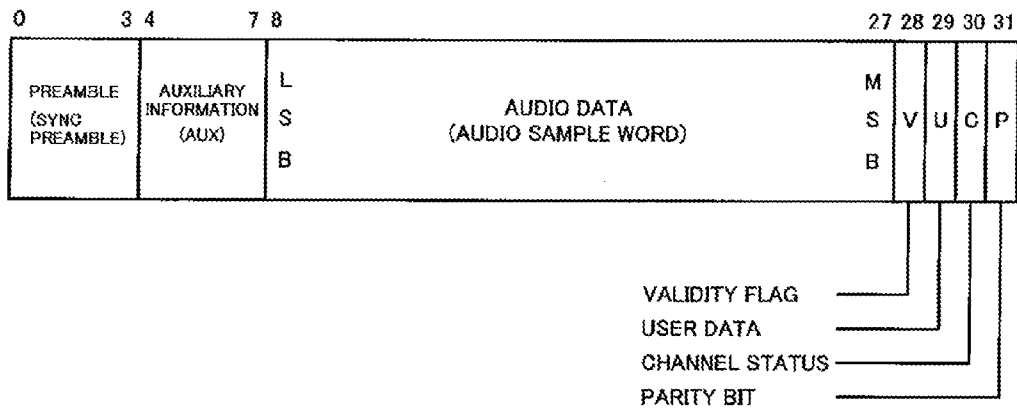 0 3 4 7 8 27 28 29 30 31
PREAMBLE
(SYNC
PREAMBLE)
AUXILIARY
INFORMATION
(AUX)
L
S
B
AUDIO DATA
(AUDIO SAMPLE WORD)
M
S
B
V U C P
VALIDITY FLAG
USER DATA
CHANNEL STATUS
PARITY BIT